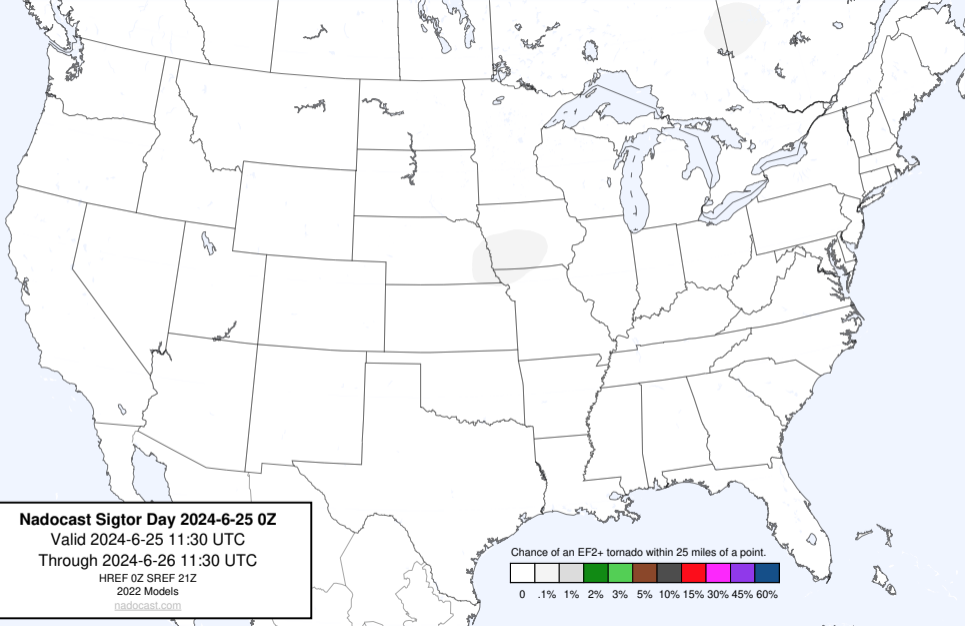 Nadocast Sigtor Day 2024-6-25 0Z
Valid 2024-6-25 11:30 UTC
Through 2024-6-26 11:30 UTC
HREF 0Z SREF 21Z
2022 Models
nadocast.com
Chance of an EF2+ tornado within 25 miles of a point.
0 .1% 1% 2% 3% 5% 10% 15% 30% 45% 60%